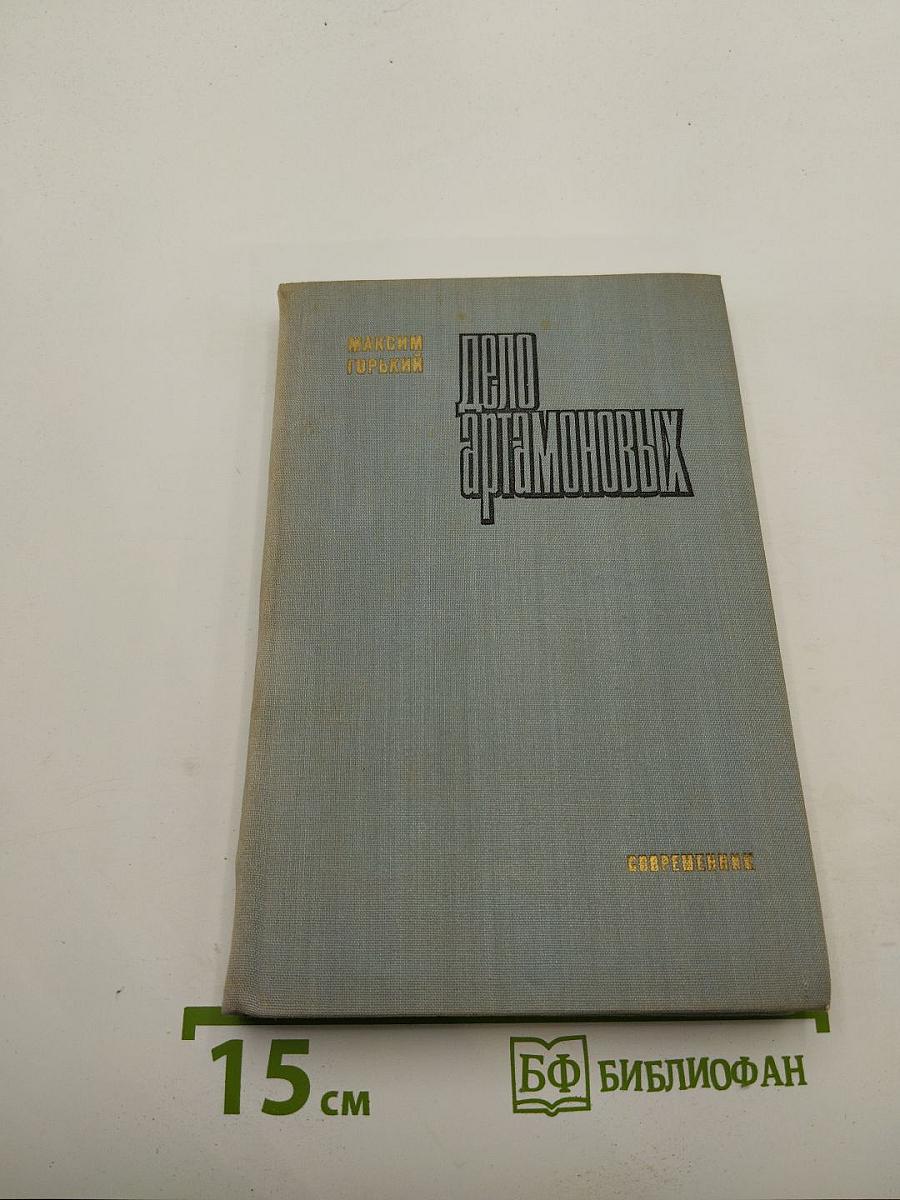 МАКСИМ
ГОРЬКИЙ
Дело
артамоновых
СОВРЕМЕННИК
15 см
БФ БИБЛИОФАН